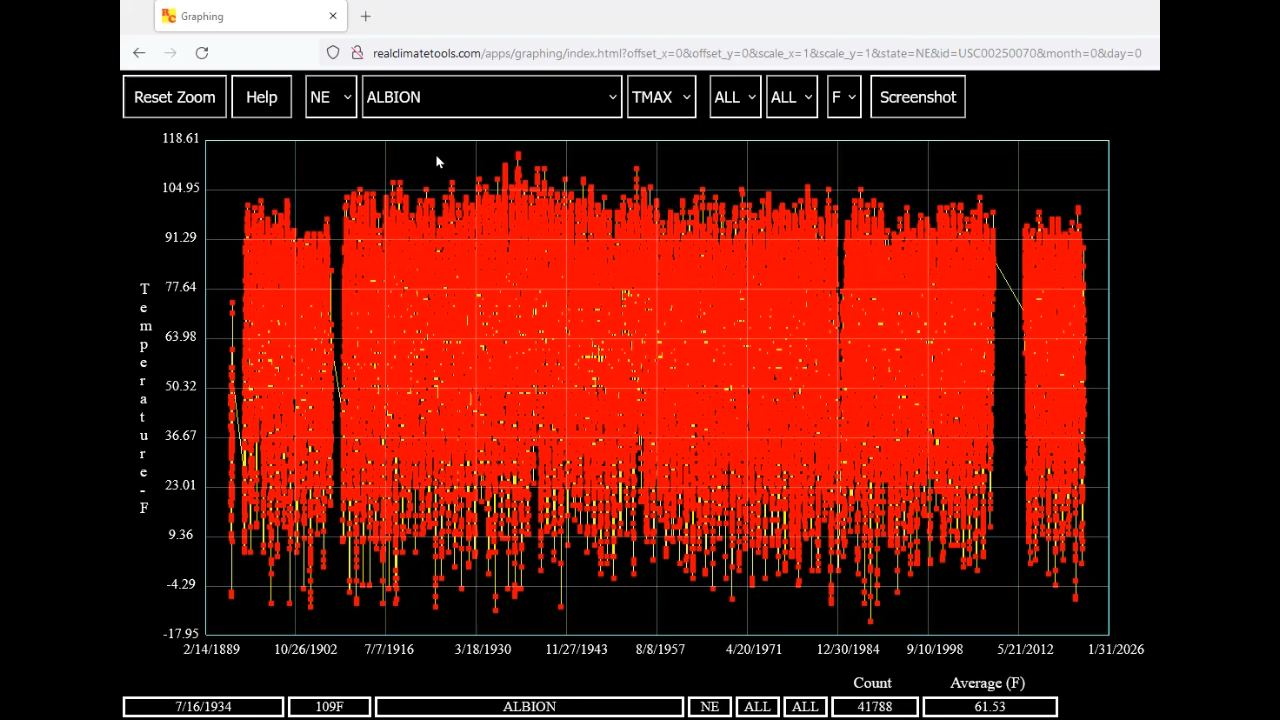 Graphing
realclimatetools.com/apps/graphing/index.html?offset_x=0&offset_y=0&scale_x=1&scale_y=1&state=NE&id=USC00250070&month=0&day=0
Reset Zoom Help NE ALBION TMAX ALL ALL F Screenshot
118.61
104.95
91.29
77.64
63.98
50.32
36.67
23.01
9.36
-4.29
-17.95
Temperature-F
2/14/1889 10/26/1902 7/7/1916 3/18/1930 11/27/1943 8/8/1957 4/20/1971 12/30/1984 9/10/1998 5/21/2012 1/31/2026
Count Average (F)
7/16/1934 109F ALBION NE ALL ALL 41788 61.53